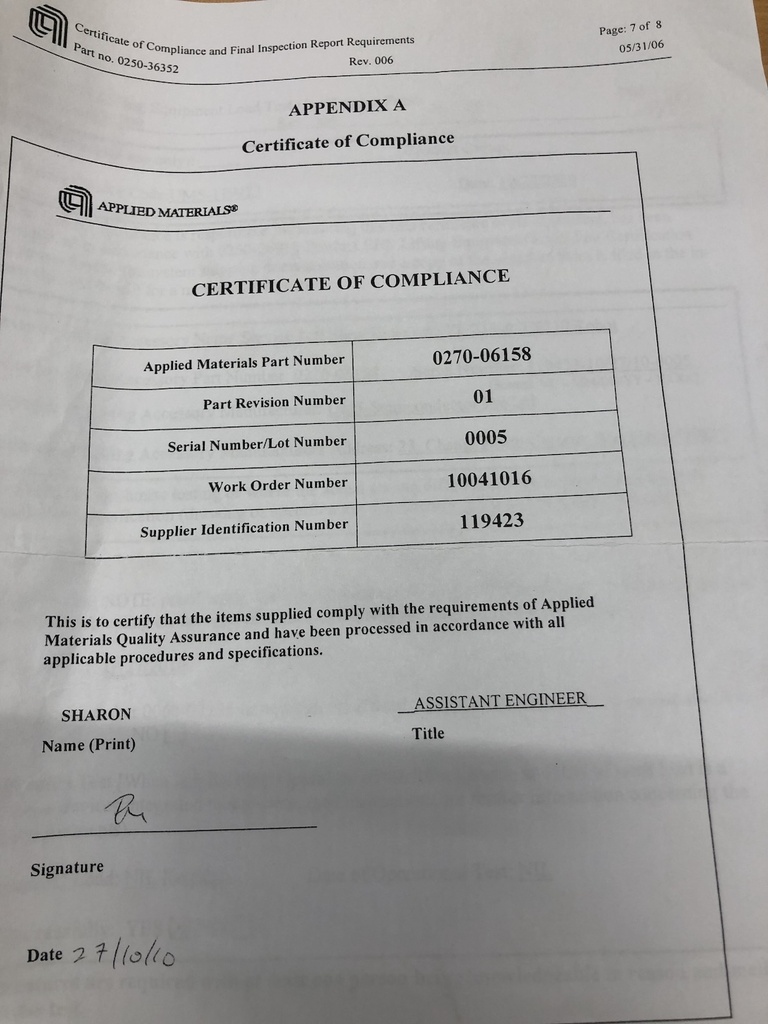 Certificate of Compliance and Final Inspection Report Requirements
Page: 7 of 8
Part no. 0250-36352
Rev. 006
05/31/06
APPENDIX A
Certificate of Compliance
APPLIED MATERIALS®
CERTIFICATE OF COMPLIANCE
Applied Materials Part Number 0270-06158
Part Revision Number 01
Serial Number/Lot Number 0005
Work Order Number 10041016
Supplier Identification Number 119423
This is to certify that the items supplied comply with the requirements of Applied
Materials Quality Assurance and have been processed in accordance with all
applicable procedures and specifications.
SHARON
ASSISTANT ENGINEER
Name (Print)
Title
Signature
Date 27/10/10